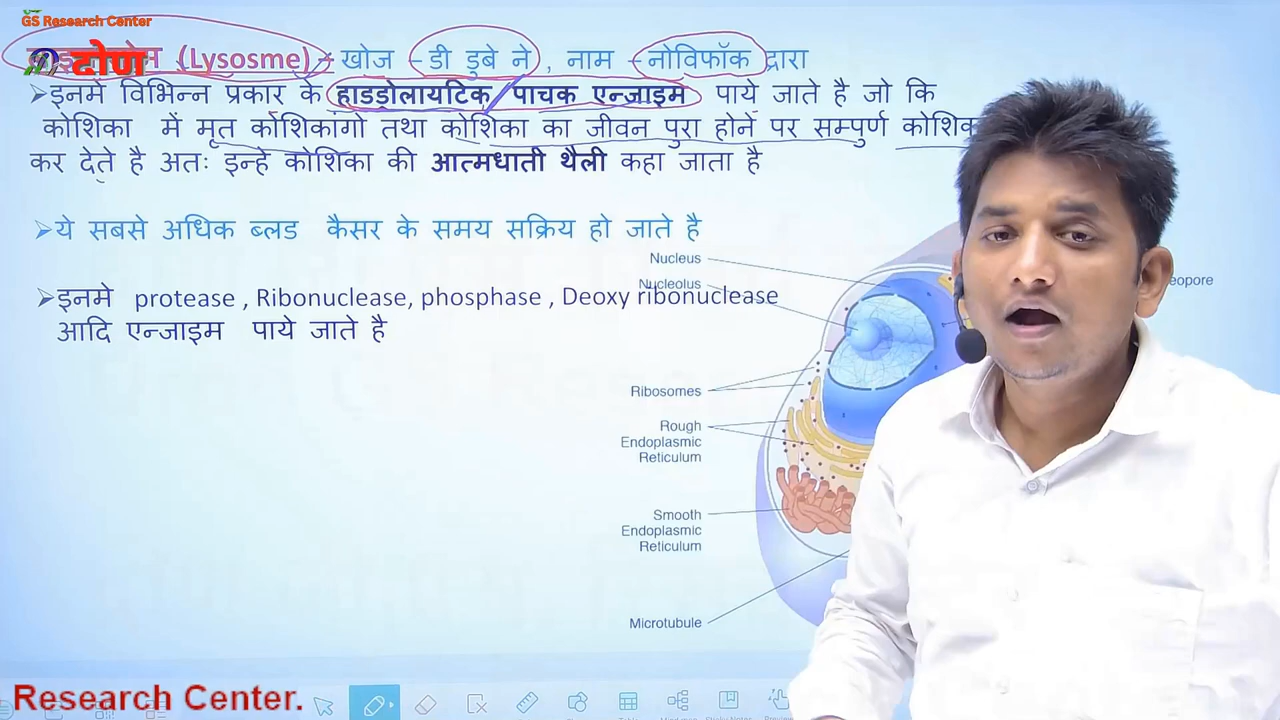 GS Research Center
द्रोण
(Lysosme) – खोज – डी डुबे ने , नाम – नोविफॉक द्रारा
➢इनमें विभिन्न प्रकार के हाडड्रोलायटिक पाचक एन्जाइम पाये जाते है जो कि
कोशिका में मृत कोशिकांगो तथा कोशिका का जीवन पुरा होने पर सम्पुर्ण
कर देते है अतः इन्हे कोशिका की आत्मधाती थैली कहा जाता है
➢ये सबसे अधिक ब्लड कैसर के समय सक्रिय हो जाते है
➢इनमे protease , Ribonuclease, phosphase , Deoxy ribonuclease
आदि एन्जाइम पाये जाते है
Nucleus
Nucleolus
Ribosomes
Rough
Endoplasmic
Reticulum
Smooth
Endoplasmic
Reticulum
Microtubule
Research Center.